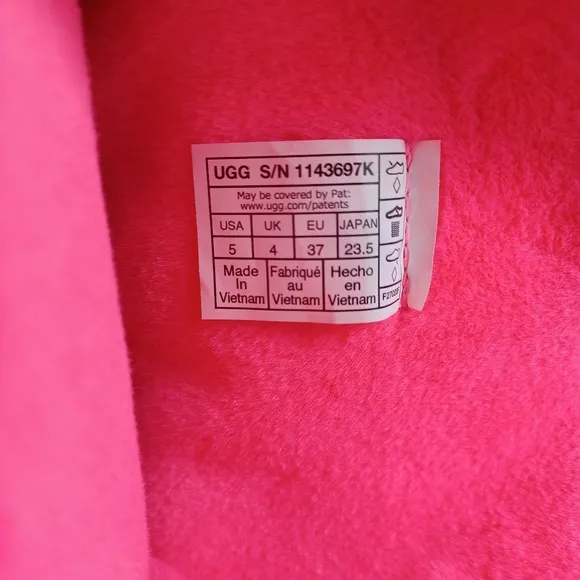 UGG S/N 1143697K
May be covered by Pat:
www.ugg.com/patents
USA UK EU JAPAN
5 4 37 23.5
Made In Vietnam
Fabriqué au Vietnam
Hecho en Vietnam